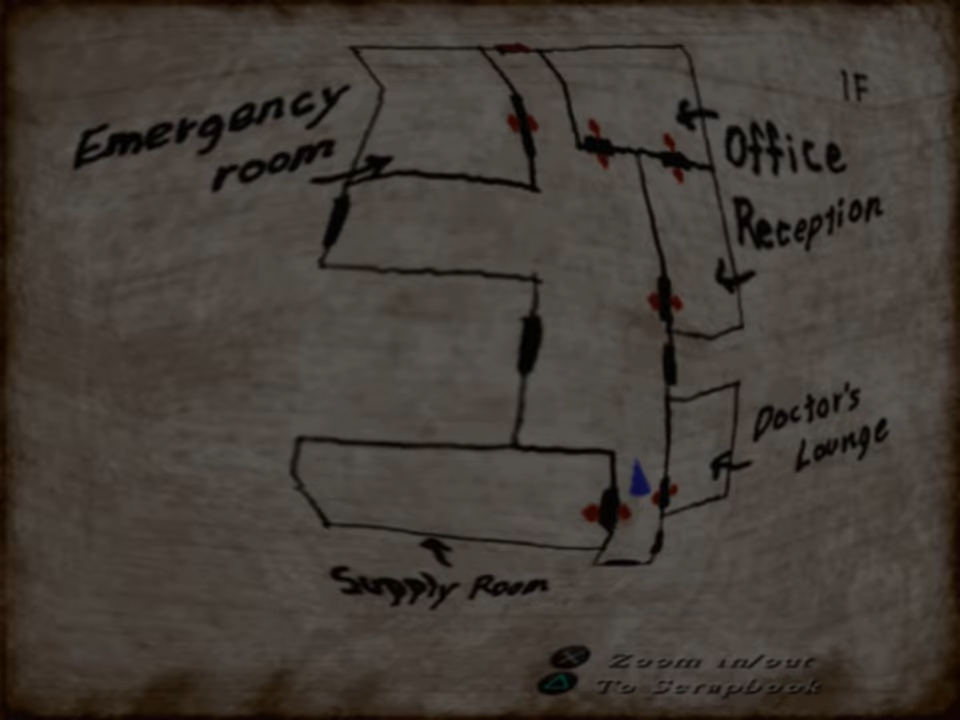 1F
Emergency
room
Office
Reception
Doctor's
Lounge
Supply Room
Zoom in/out
To Scrapbook